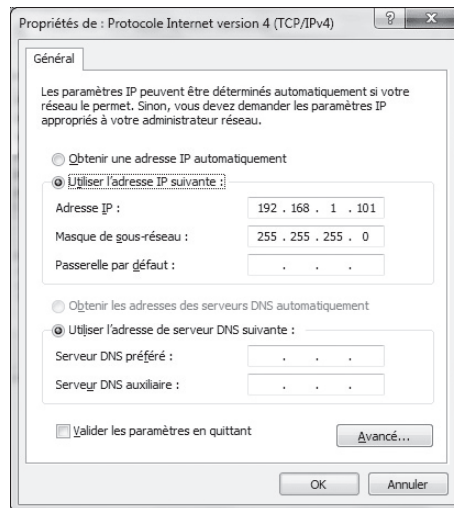 Propriétés de : Protocole Internet version 4 (TCP/IPv4)
? X
Général
Les paramètres IP peuvent être déterminés automatiquement si votre
réseau le permet. Sinon, vous devez demander les paramètres IP
appropriés à votre administrateur réseau.
Obtenir une adresse IP automatiquement
Utiliser l'adresse IP suivante :
Adresse IP : 192 . 168 . 1 . 101
Masque de sous-réseau : 255 . 255 . 255 . 0
Passerelle par défaut : . . .
Obtenir les adresses des serveurs DNS automatiquement
Utiliser l'adresse de serveur DNS suivante :
Serveur DNS préféré : . . .
Serveur DNS auxiliaire : . . .
Valider les paramètres en quittant
Avancé...
OK Annuler